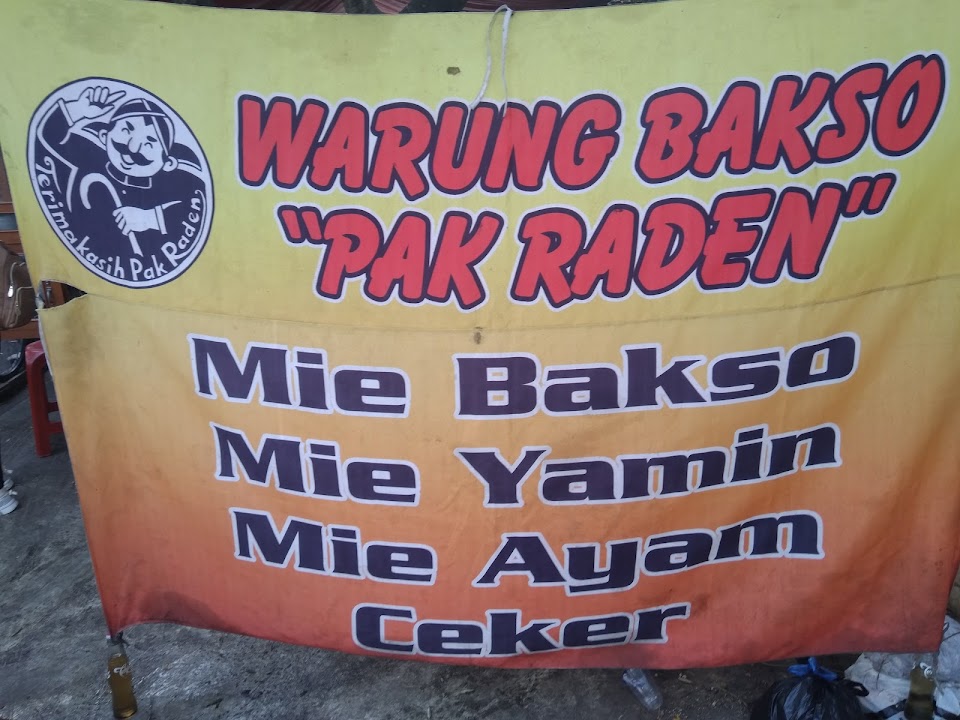 Terimakasih Pak Raden
WARUNG BAKSO
"PAK RADEN"
Mie Bakso
Mie Yamin
Mie Ayam
Ceker